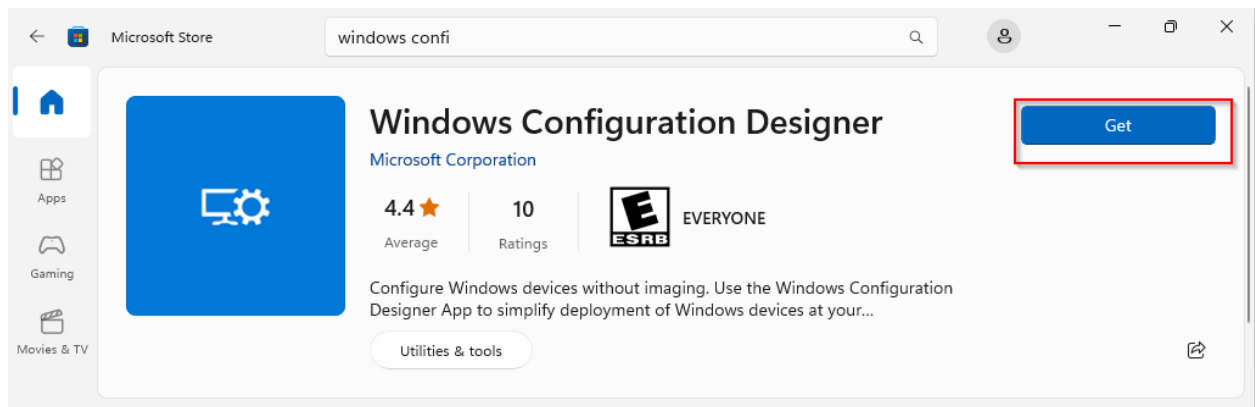 Microsoft Store
windows confi
Windows Configuration Designer
Get
Microsoft Corporation
4.4
10
EVERYONE
ESRB
Average
Ratings
Configure Windows devices without imaging. Use the Windows Configuration
Designer App to simplify deployment of Windows devices at your...
Utilities & tools
Apps
Gaming
Movies & TV